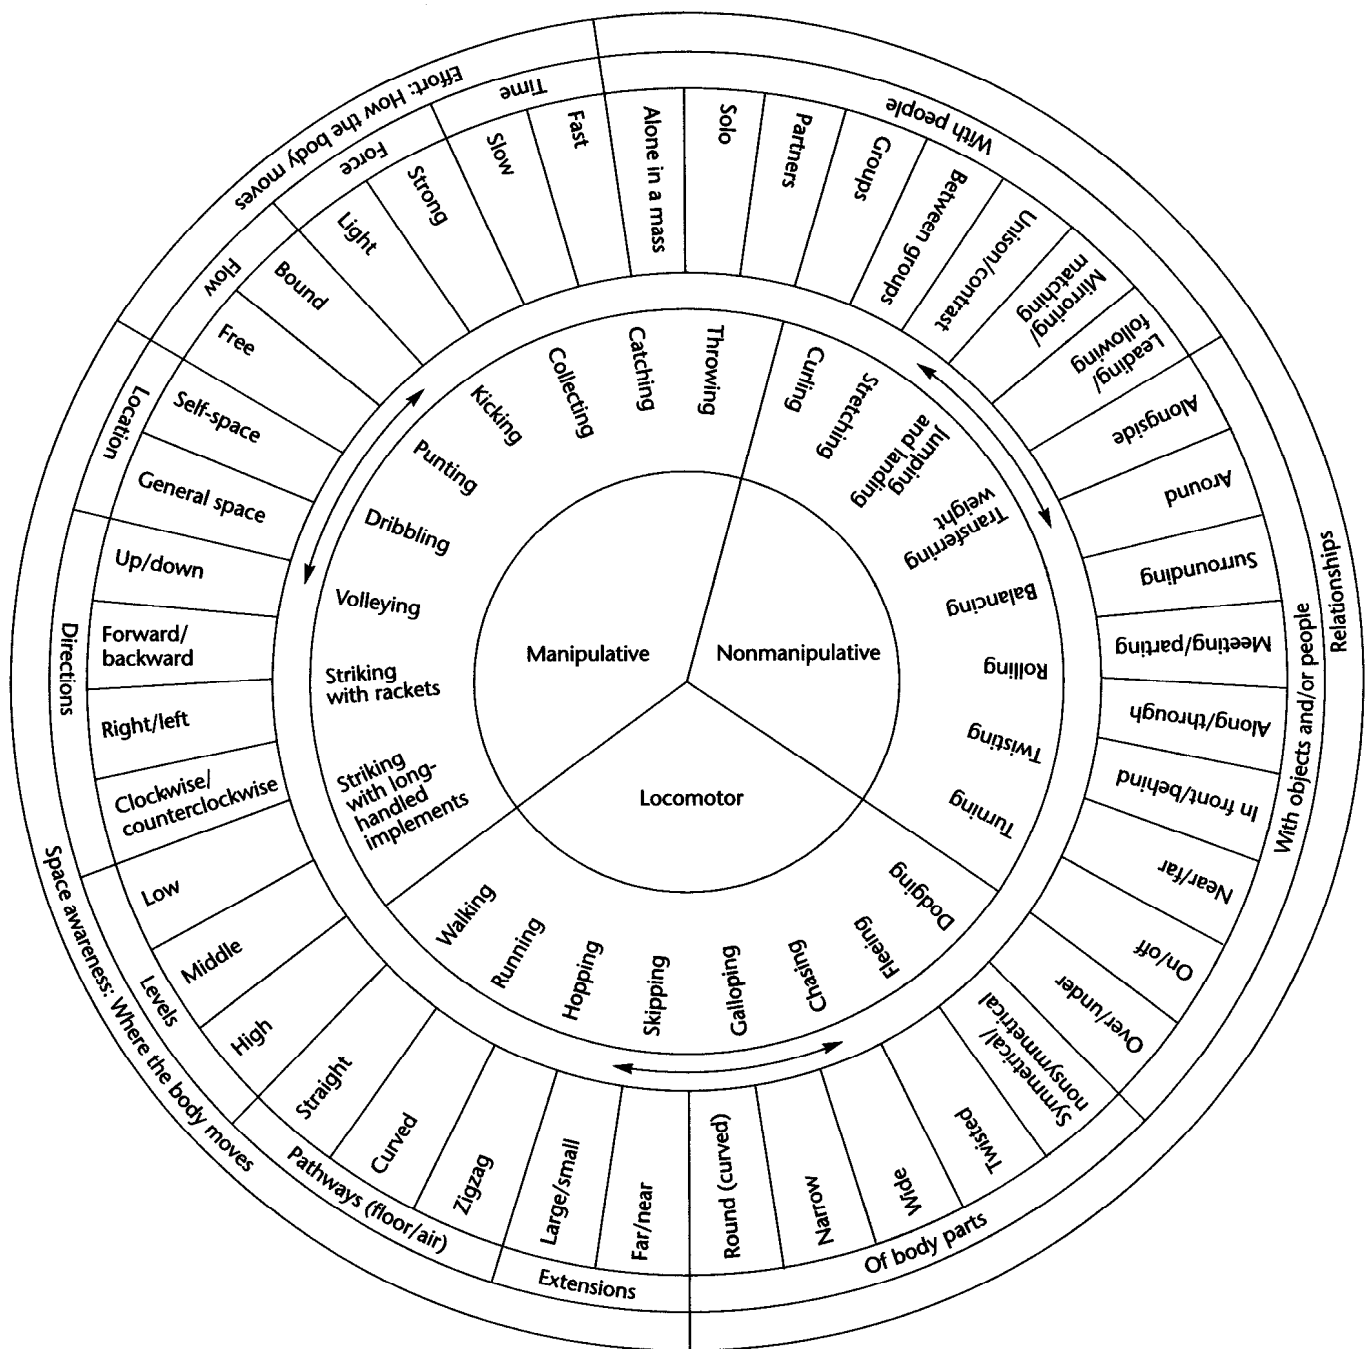 Effort: How the body moves
Time
Fast
Slow
Force
Strong
Light
Flow
Bound
Free
Space awareness: Where the body moves
Location
Self-space
General space
Directions
Up/down
Forward/
backward
Right/left
Clockwise/
counterclockwise
Levels
Low
Middle
High
Pathways (floor/air)
Straight
Curved
Zigzag
Extensions
Large/small
Far/near
Relationships
With people
Alone in a mass
Solo
Partners
Groups
Between groups
Unison/contrast
Mirroring/
matching
Leading/
following
With objects and/or people
Alongside
Around
Surrounding
Meeting/parting
Along/through
In front/behind
Near/far
On/off
Over/under
Of body parts
Symmetrical/
nonsymmetrical
Twisted
Wide
Narrow
Round (curved)
Manipulative
Throwing
Catching
Collecting
Kicking
Punting
Dribbling
Volleying
Striking
with rackets
Striking
with long-
handled
implements
Nonmanipulative
Curling
Stretching
Jumping
and landing
Transferring
weight
Balancing
Rolling
Twisting
Turning
Locomotor
Walking
Running
Hopping
Skipping
Galloping
Chasing
Fleeing
Dodging